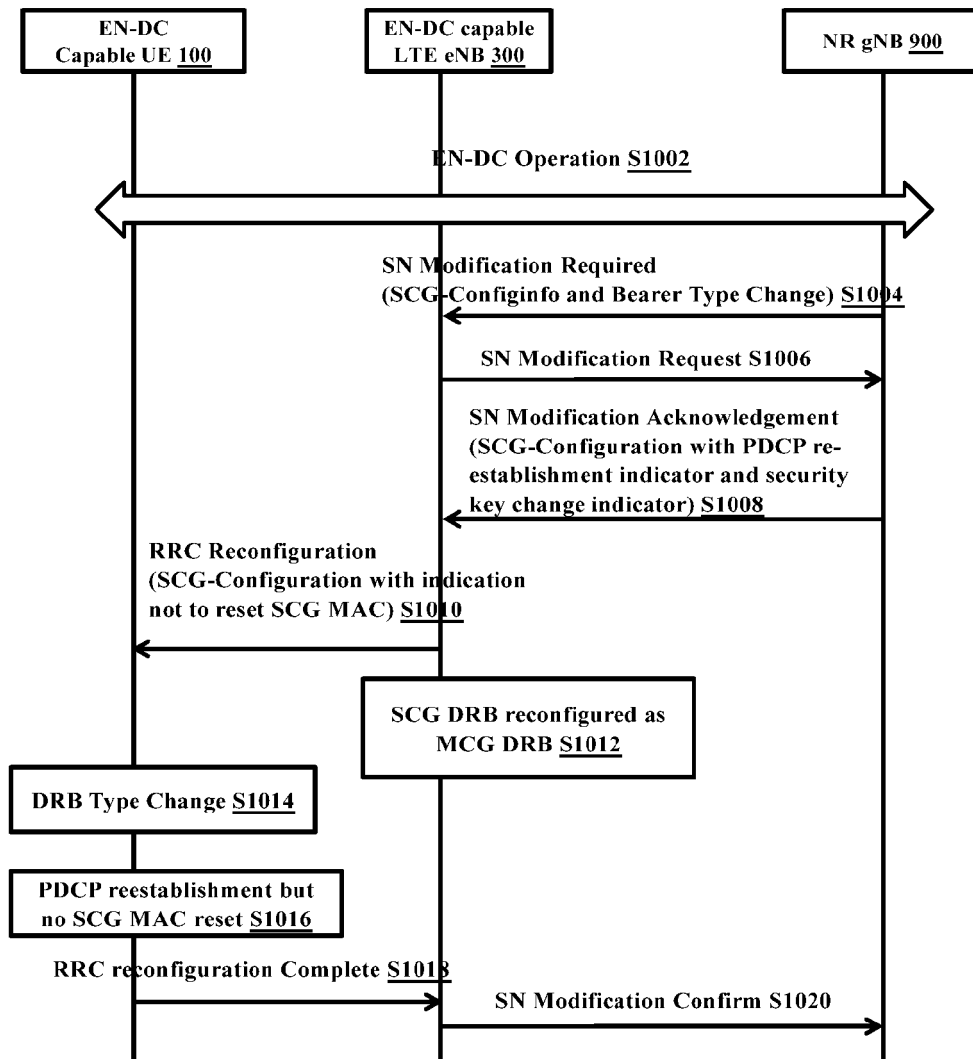 EN-DC
Capable UE 100
EN-DC capable
LTE eNB 300
NR gNB 900
EN-DC Operation S1002
SN Modification Required
(SCG-Configinfo and Bearer Type Change) S1004
SN Modification Request S1006
SN Modification Acknowledgement
(SCG-Configuration with PDCP re-
establishment indicator and security
key change indicator) S1008
RRC Reconfiguration
(SCG-Configuration with indication
not to reset SCG MAC) S1010
SCG DRB reconfigured as
MCG DRB S1012
DRB Type Change S1014
PDCP reestablishment but
no SCG MAC reset S1016
RRC reconfiguration Complete S1018
SN Modification Confirm S1020